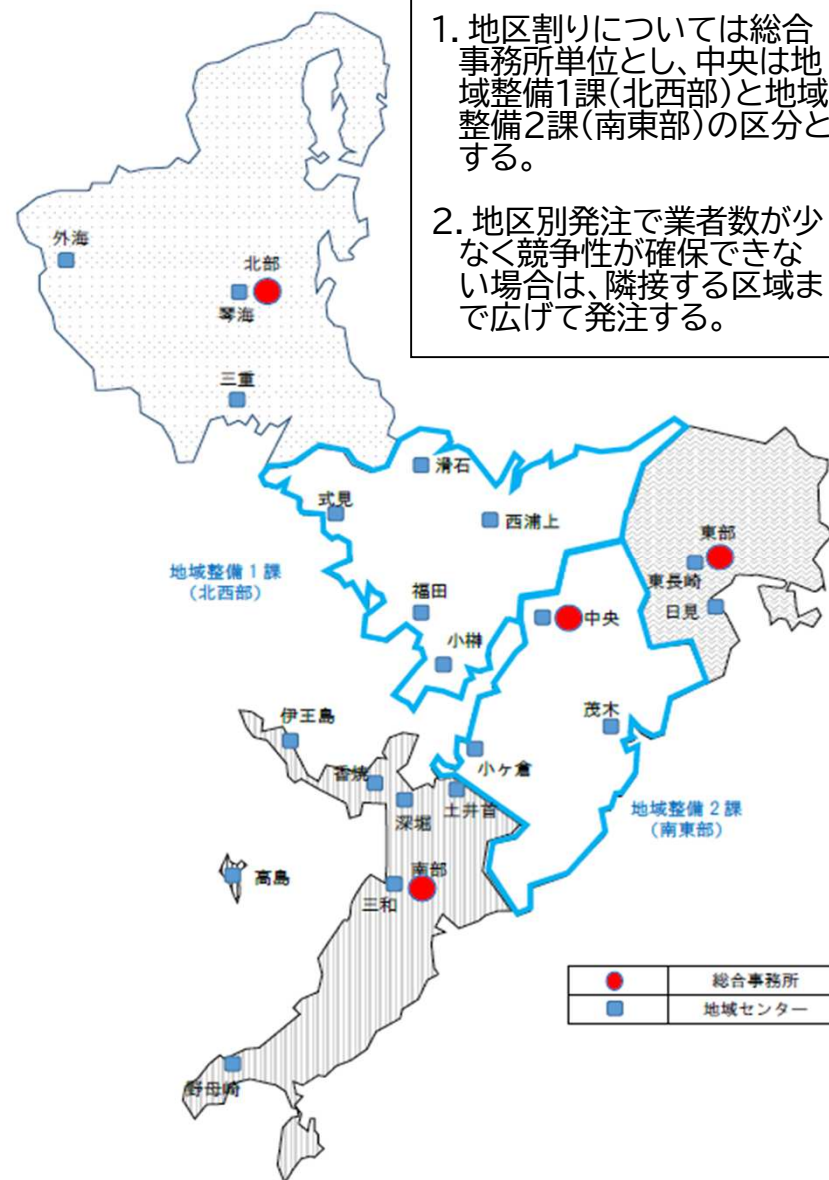 1. 地区割りについては総合
事務所単位とし、中央は地
域整備1課(北西部)と地域
整備2課(南東部)の区分と
する。
2. 地区別発注で業者数が少
なく競争性が確保できな
い場合は、隣接する区域ま
で広げて発注する。
外海
北部
琴海
三重
滑石
式見
西浦上
東部
東長崎
日見
地域整備1課
(北西部)
福田
中央
小榊
伊王島
茂木
小ヶ倉
香焼
土井首
深堀
地域整備2課
(南東部)
高島
南部
三和
総合事務所
地域センター
野母崎